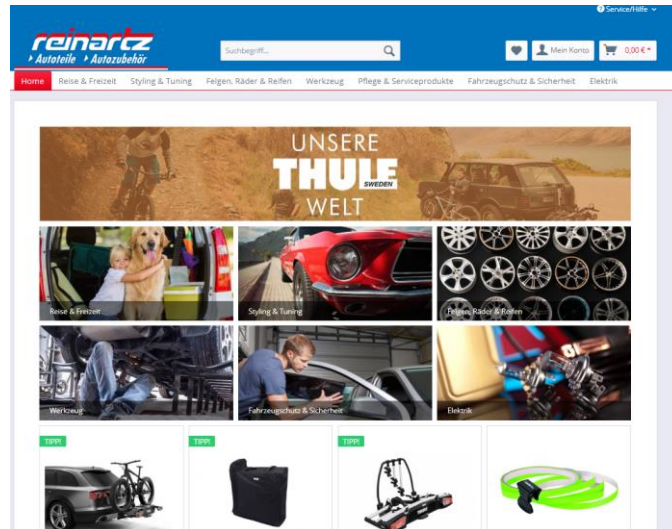 Service/Hilfe
reinartz
Autoteile Autozubehör
Suchbegriff...
Mein Konto
0,00 € *
Home
Reise & Freizeit
Styling & Tuning
Felgen, Räder & Reifen
Werkzeug
Pflege & Serviceprodukte
Fahrzeugschutz & Sicherheit
Elektrik
UNSERE
THULE
SWEDEN
WELT
Reise & Freizeit
Styling & Tuning
Felgen, Räder & Reifen
Werkzeug
Fahrzeugschutz & Sicherheit
Elektrik
TIPP!
TIPP!
TIPP!